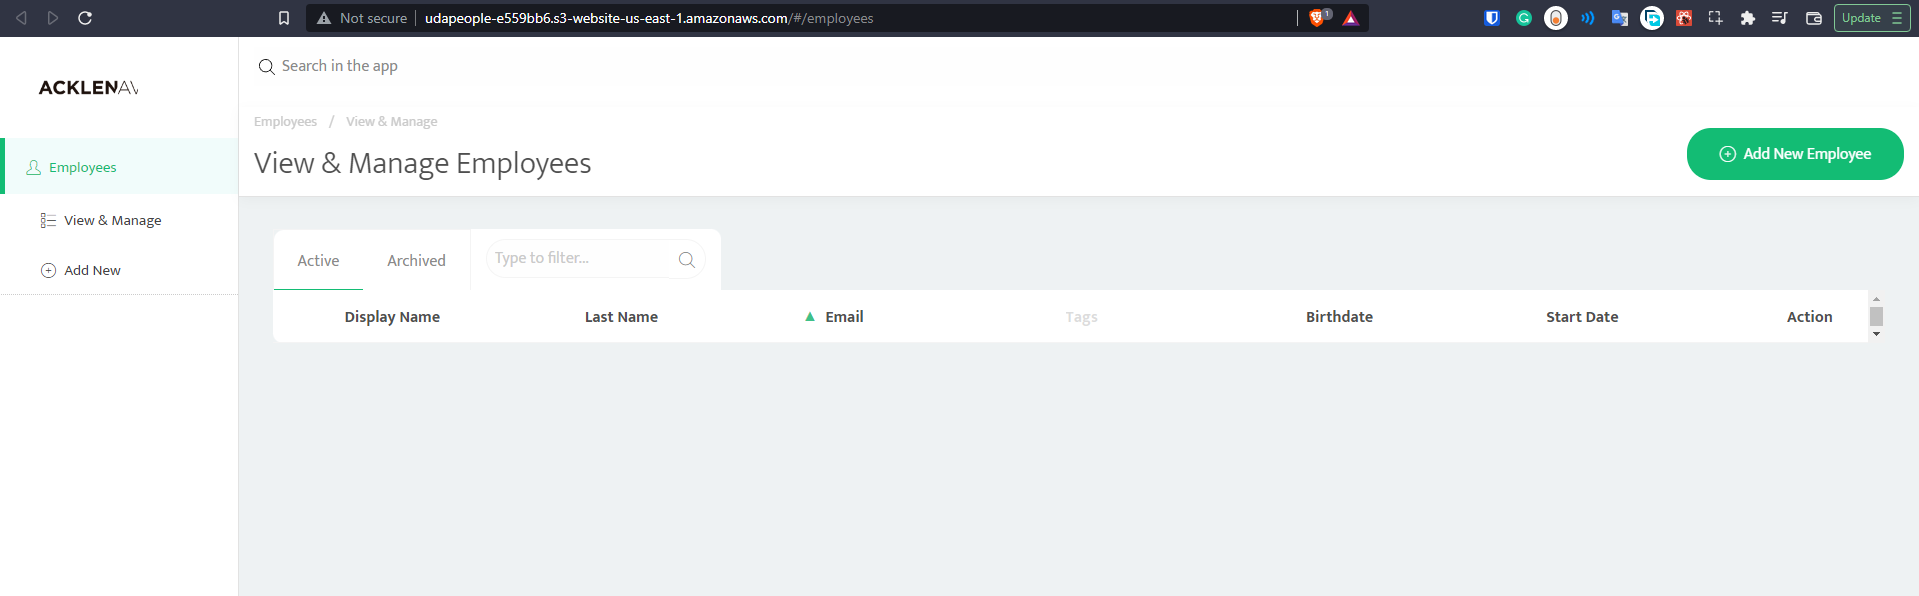 Not secure udapeople-e559bb6.s3-website-us-east-1.amazonaws.com/#/employees 1 Update
ACKLENAV
Search in the app
Employees / View & Manage
View & Manage Employees
Add New Employee
Employees
View & Manage
Add New
Active Archived Type to filter...
Display Name Last Name Email Tags Birthdate Start Date Action